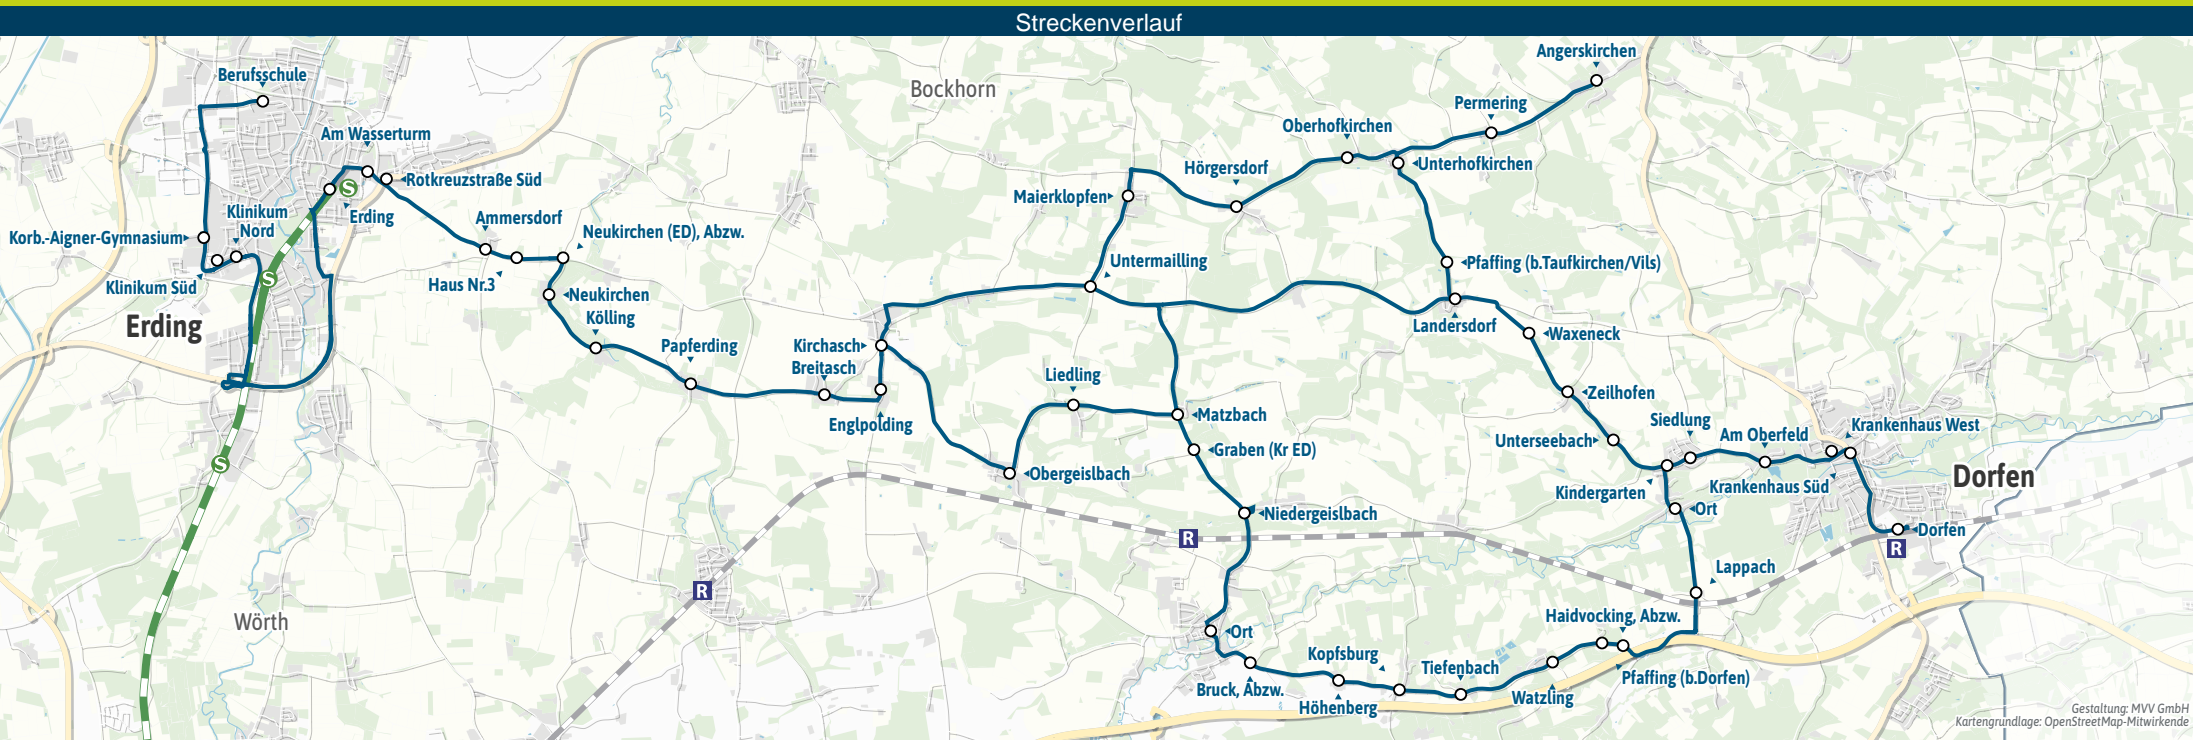 Streckenverlauf
Angerskirchen
Berufsschule
Bockhorn
Permering
Am Wasserturm
Oberhofkirchen
Unterhofkirchen
Hörgersdorf
S
Rotkreuzstraße Süd
Maierklopfen
Klinikum
Nord
Erding
Ammersdorf
Korb.-Aigner-Gymnasium
Neukirchen (ED), Abzw.
Untermailling
Pfaffing (b.Taufkirchen/Vils)
S
Klinikum Süd
Haus Nr.3
Neukirchen
Kölling
Erding
Landersdorf
Waxeneck
Papferding
Kirchasch
Breitasch
Liedling
Zeilhofen
Englpolding
Matzbach
Siedlung
Am Oberfeld
Krankenhaus West
Unterseebach
Graben (Kr ED)
S
Obergeislbach
Dorfen
Kindergarten
Krankenhaus Süd
Ort
Niedergeislbach
Dorfen
R
R
Lappach
R
Haidvocking, Abzw.
Wörth
Ort
Kopfsburg
Tiefenbach
Pfaffing (b.Dorfen)
Bruck, Abzw.
Watzling
Höhenberg
Gestaltung: MVV GmbH
Kartengrundlage: OpenStreetMap-Mitwirkende